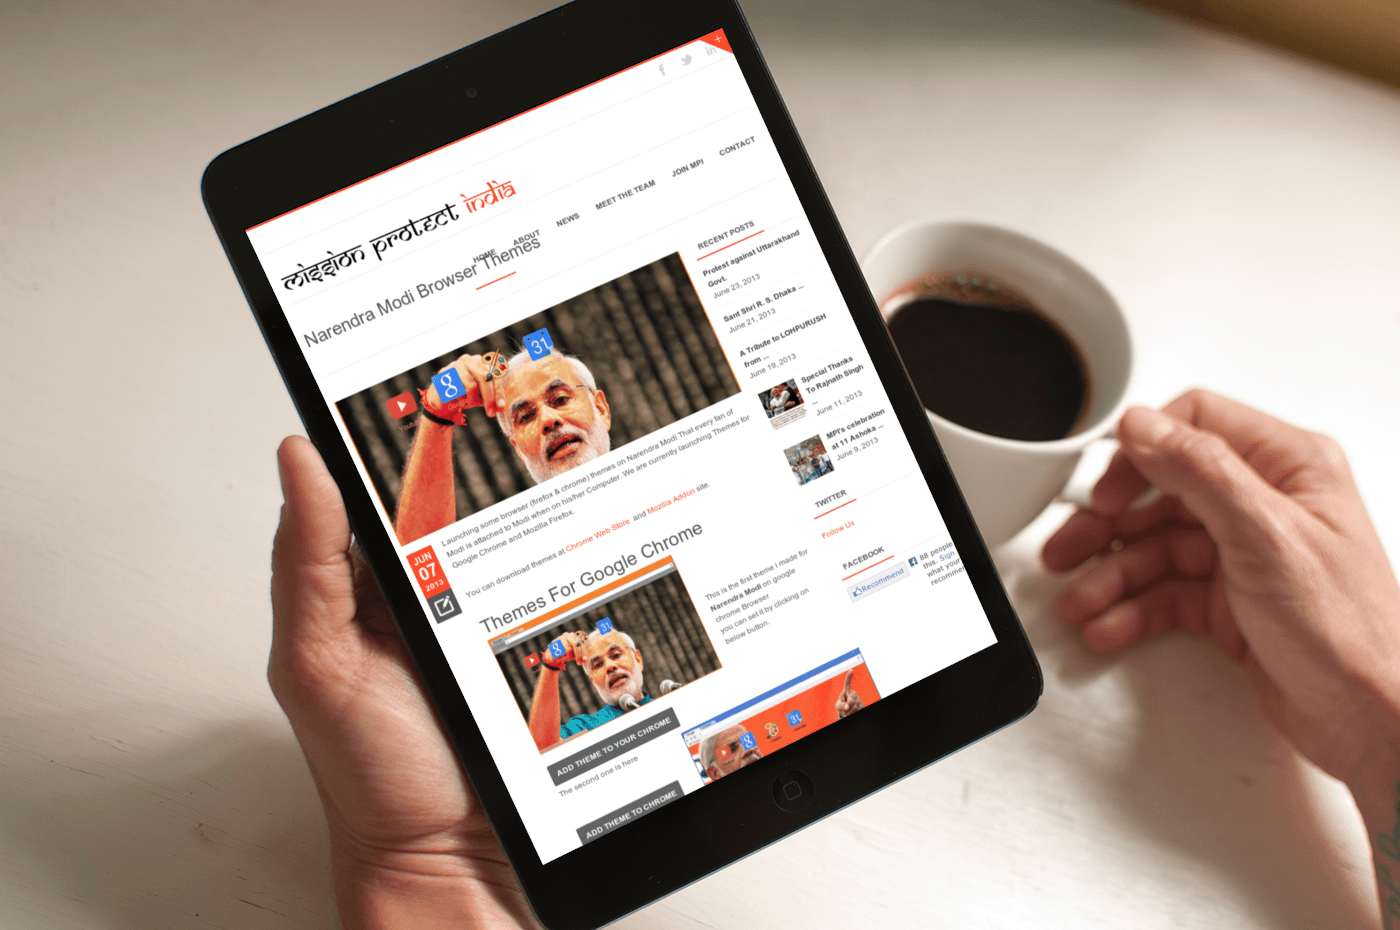 mission protect india
HOME
ABOUT
NEWS
MEET THE TEAM
JOIN MPI
CONTACT
Narendra Modi Browser Themes
31
g
Google
JUN
07
2013
Launching some browser (firefox & chrome) themes on Narendra Modi That every fan of
Modi is attached to Modi when on his/her Computer. We are currently launching Themes for
Google Chrome and Mozilla Firefox.
You can download themes at Chrome Web Store and Mozilla Addon site.
Themes For Google Chrome
31
g
This is the first theme i made for
Narendra Modi on google
chrome Browser
you can set it by clicking on
below button.
ADD THEME TO YOUR CHROME
The second one is here
g
31
ADD THEME TO CHROME
RECENT POSTS
Protest against Uttarakhand
Govt.
June 23, 2013
Sant Shri R. S. Dhaka ...
June 21, 2013
A Tribute to LOHPURUSH
from ...
June 19, 2013
Special Thanks
To Rajnath Singh
...
June 11, 2013
MPI's celebration
at 11 Ashoka ...
June 9, 2013
TWITTER
Follow Us
FACEBOOK
Recommend
88 people
this. Sign
what your
recommen